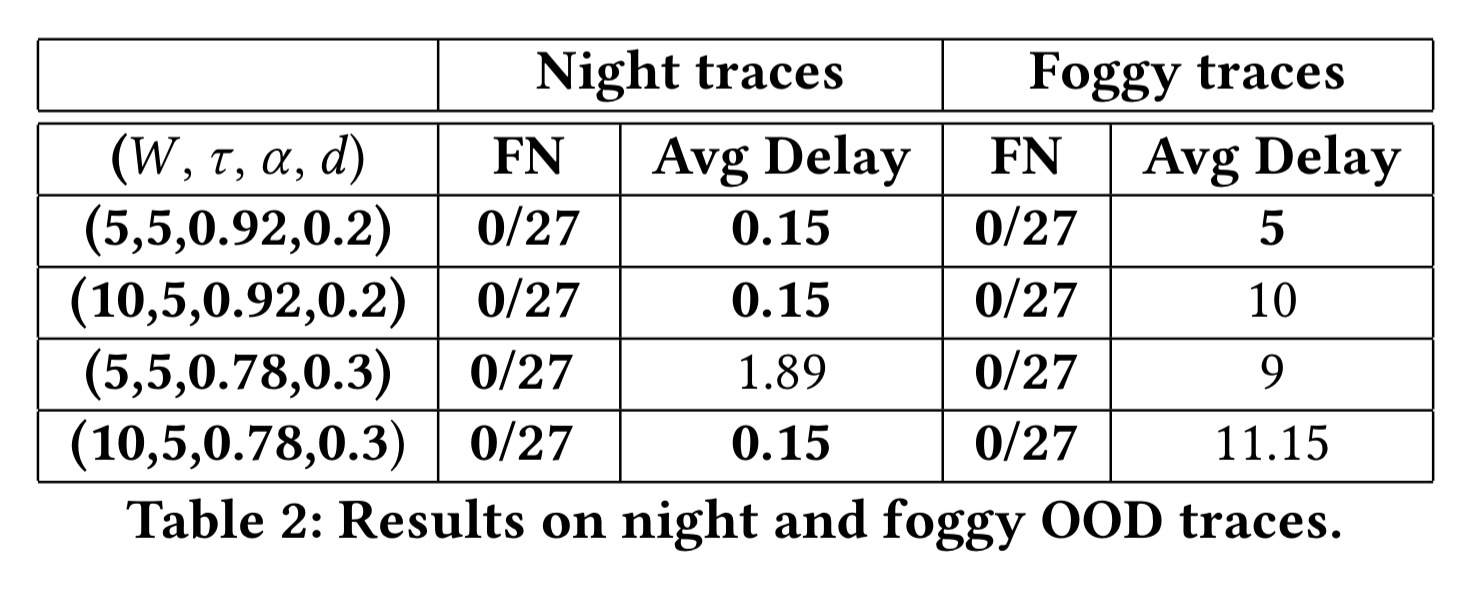 Night traces Foggy traces
(W, τ, α, d) FN Avg Delay FN Avg Delay
(5,5,0.92,0.2) 0/27 0.15 0/27 5
(10,5,0.92,0.2) 0/27 0.15 0/27 10
(5,5,0.78,0.3) 0/27 1.89 0/27 9
(10,5,0.78,0.3) 0/27 0.15 0/27 11.15
Table 2: Results on night and foggy OOD traces.